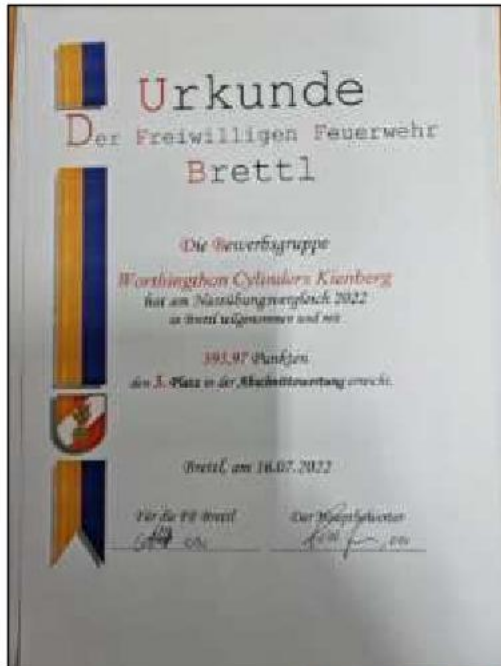 Urkunde
Der Freiwilligen Feuerwehr
Brettl
Die Bewerbsgruppe
Worthingthon Cylinders Kienberg
hat am Nassübungsvergleich 2022
in Brettl teilgenommen und mit
393,97 Punkten
den 3. Platz in der Abschnittswertung erreicht.
Brettl, am 16.07.2022
Für die FF Brettl
Der Hauptbewerter